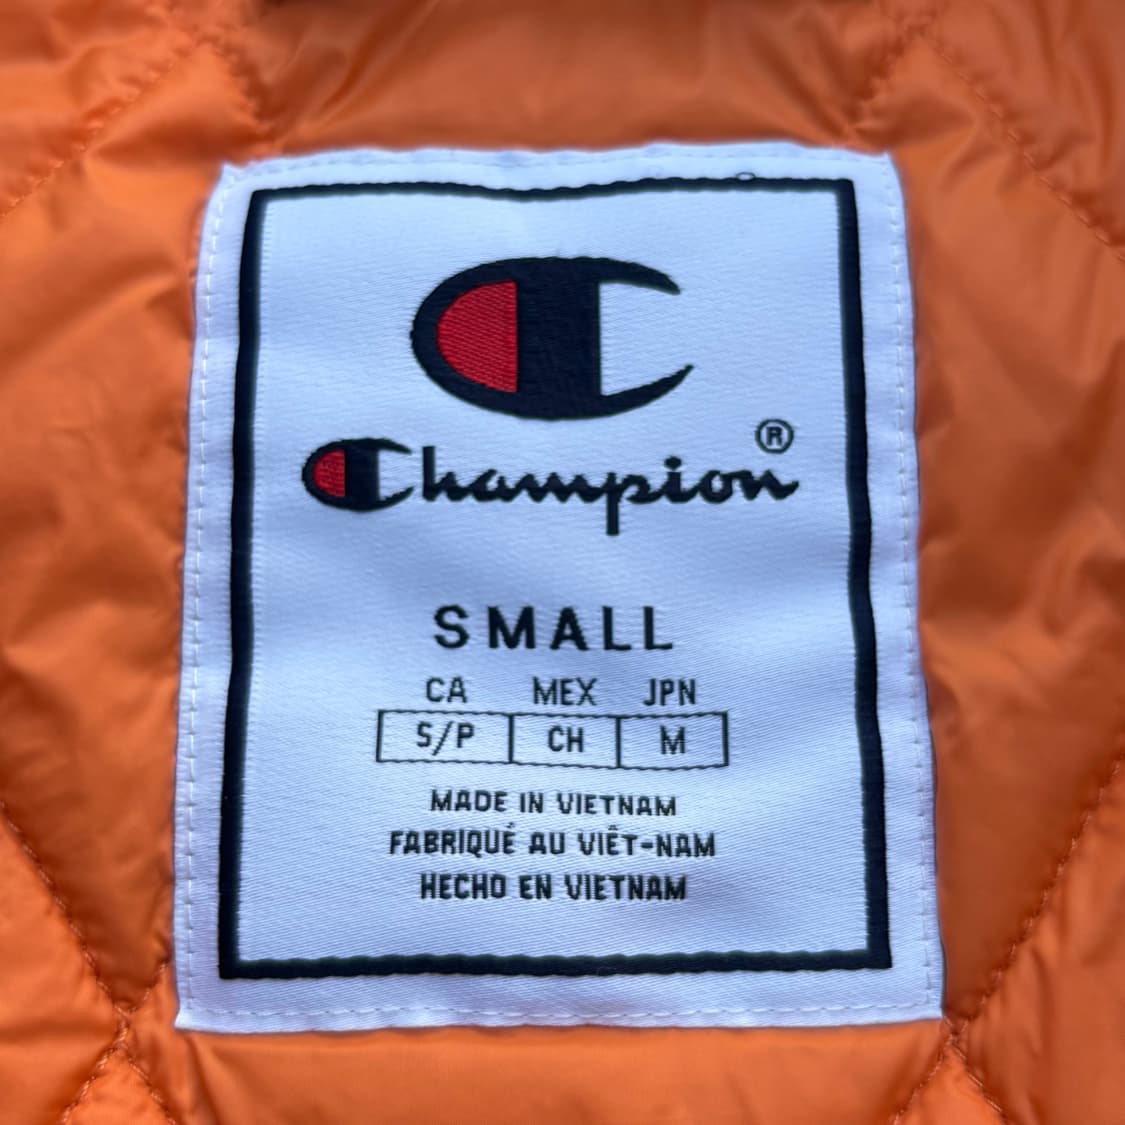 Champion®
SMALL
CA MEX JPN
S/P CH M
MADE IN VIETNAM
FABRIQUÉ AU VIÊT-NAM
HECHO EN VIETNAM